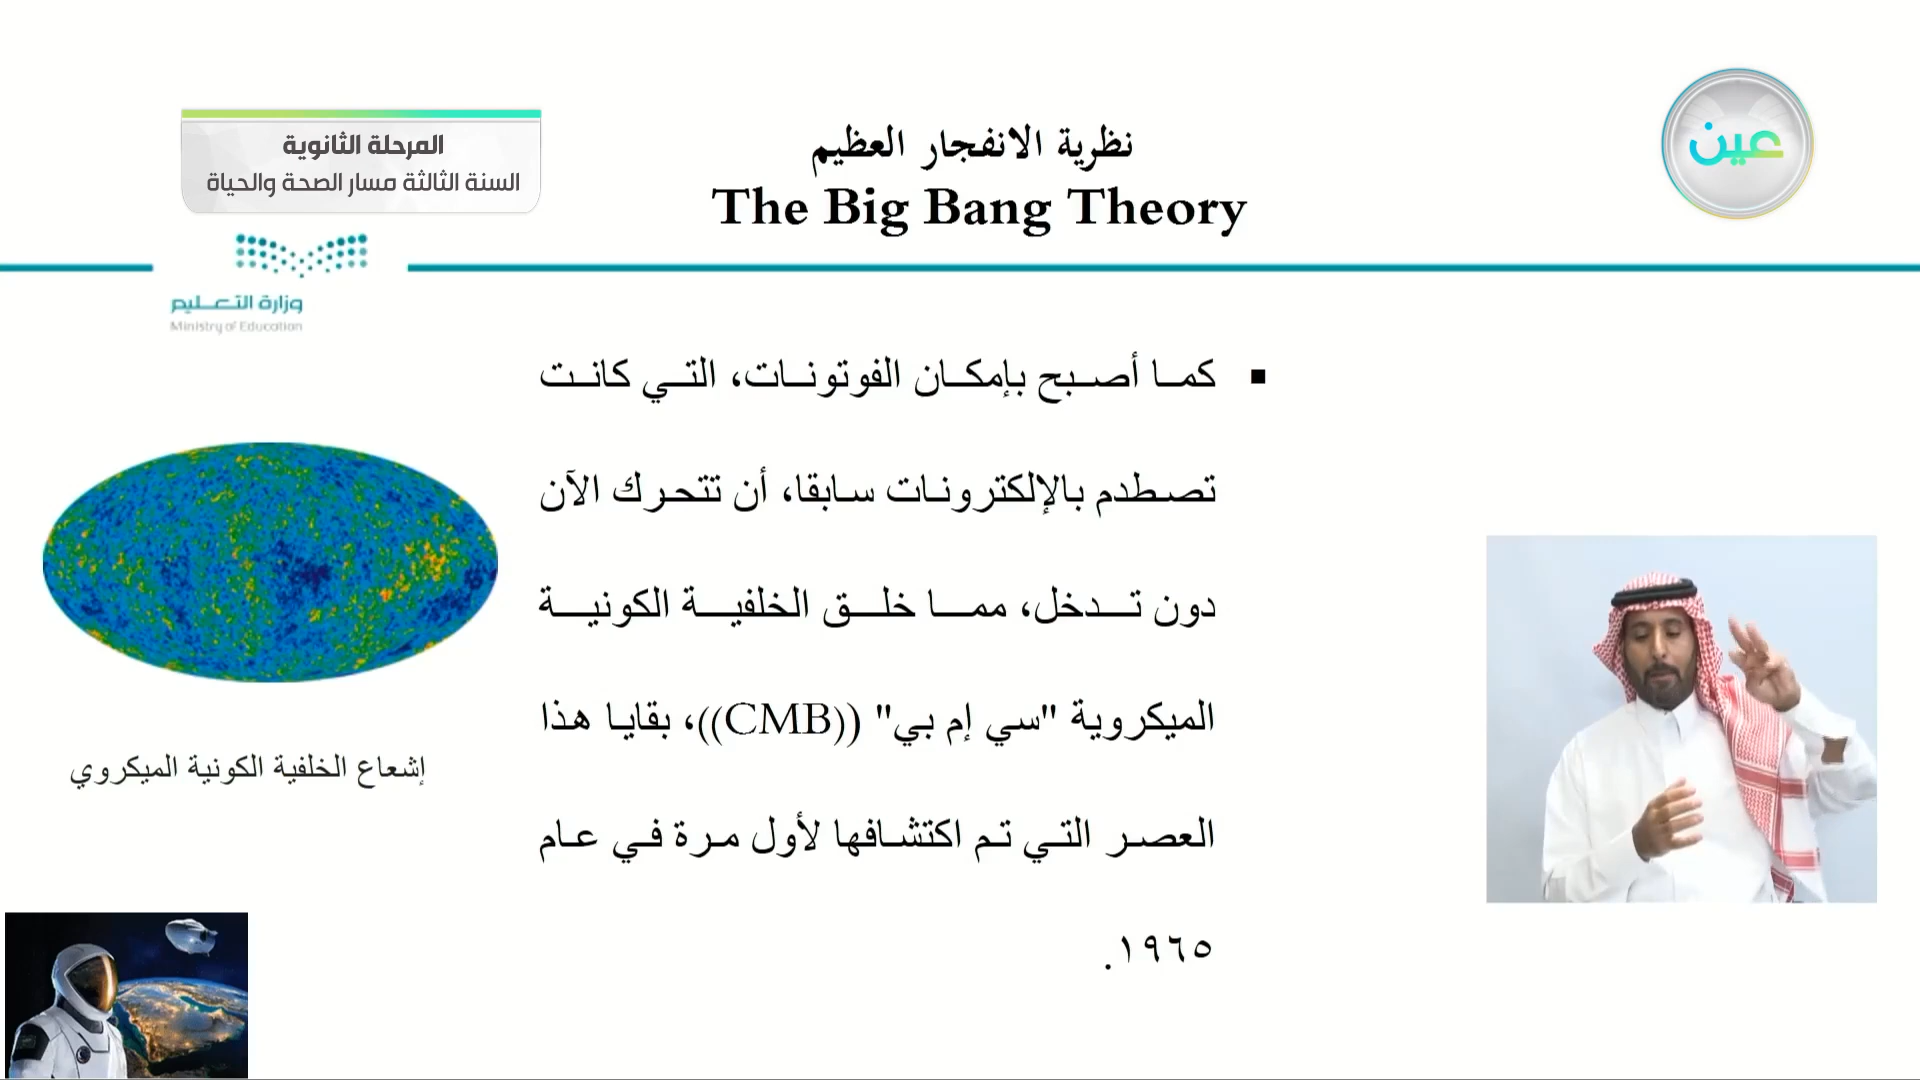 عين
نظرية الانفجار العظيم
The Big Bang Theory
المرحلة الثانوية
السنة الثالثة مسار الصحة والحياة
وزارة التعليم
Ministry of Education
▪ كما أصبح بإمكان الفوتونات، التي كانت
تصطدم بالإلكترونات سابقا، أن تتحرك الآن
دون تدخل، مما خلق الخلفية الكونية
الميكروية "سي إم بي" ((CMB))، بقايا هذا
العصر التي تم اكتشافها لأول مرة في عام
١٩٦٥.
إشعاع الخلفية الكونية الميكروي